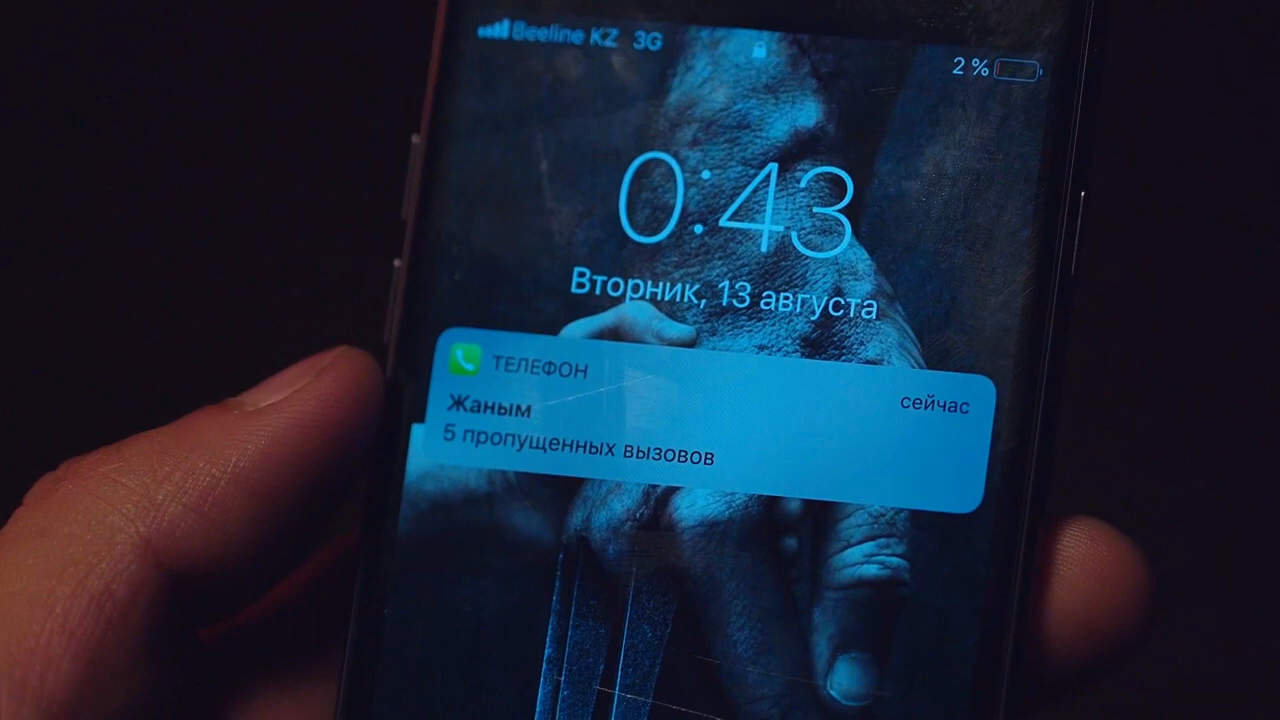 Beeline KZ 3G
2 %
0:43
Вторник, 13 августа
ТЕЛЕФОН
сейчас
Жаным
5 пропущенных вызовов